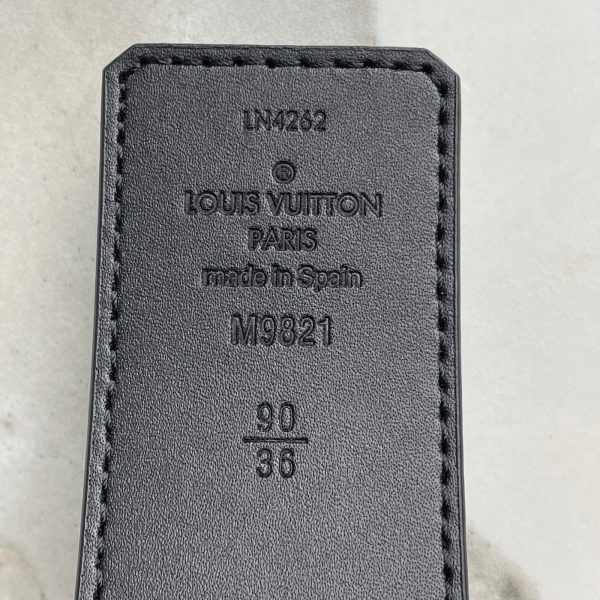 LN4262
®
LOUIS VUITTON
PARIS
made in Spain
M9821
90
36